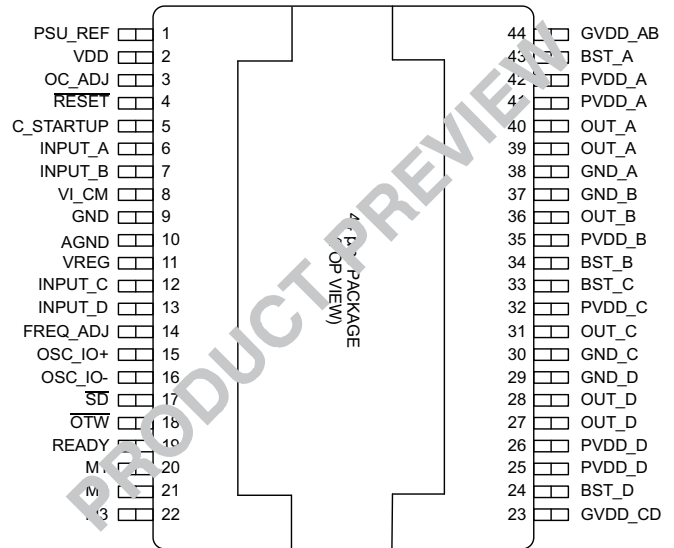 PSU_REF 1
VDD 2
OC_ADJ 3
RESET 4
C_STARTUP 5
INPUT_A 6
INPUT_B 7
VI_CM 8
GND 9
AGND 10
VREG 11
INPUT_C 12
INPUT_D 13
FREQ_ADJ 14
OSC_IO+ 15
OSC_IO- 16
SD 17
OTW 18
READY 19
M1 20
21
22
PACKAGE
VIEW)
44 GVDD_AB
43 BST_A
42 PVDD_A
41 PVDD_A
40 OUT_A
39 OUT_A
38 GND_A
37 GND_B
36 OUT_B
35 PVDD_B
34 BST_B
33 BST_C
32 PVDD_C
31 OUT_C
30 GND_C
29 GND_D
28 OUT_D
27 OUT_D
26 PVDD_D
25 PVDD_D
24 BST_D
23 GVDD_CD
PRODUCT PREVIEW